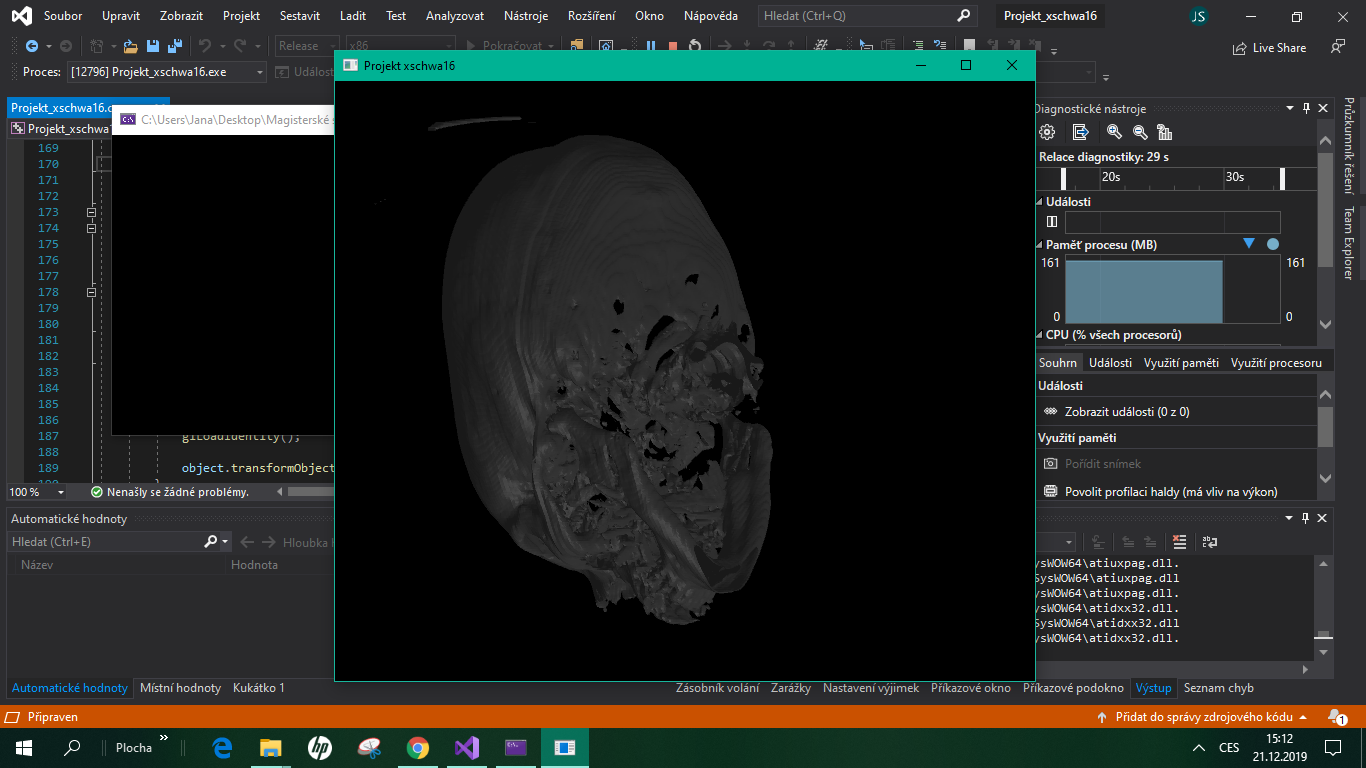 Soubor Upravit Zobrazit Projekt Sestavit Ladit Test Analyzovat Nástroje Rozšíření Okno Nápověda Hledat (Ctrl+Q) Projekt_xschwa16 JS
Release x86 Pokračovat Live Share
Proces: [12796] Projekt_xschwa16.exe Událos
Projekt xschwa16
Projekt_xschwa16.c
Projekt_xschwa
C:\Users\Jana\Desktop\Magisterské s
169
170
171
172
173
174
175
176
177
178
179
180
181
182
183
184
185
186
187 glLoadIdentity();
188
189 object.transformObject
100 % Nenašly se žádné problémy.
Automatické hodnoty
Hledat (Ctrl+E) Hloubka
Název Hodnota
Automatické hodnoty Místní hodnoty Kukátko 1
Diagnostické nástroje
Relace diagnostiky: 29 s
20s 30s
Události
Paměť procesu (MB)
161 161
0 0
CPU (% všech procesorů)
Souhrn Události Využití paměti Využití procesoru
Události
Zobrazit události (0 z 0)
Využití paměti
Pořídit snímek
Povolit profilaci haldy (má vliv na výkon)
Průzkumník řešení
Team Explorer
ysWOW64\atiuxpag.dll.
SysWOW64\atiuxpag.dll
ysWOW64\atiuxpag.dll.
ysWOW64\atidxx32.dll.
SysWOW64\atidxx32.dll
ysWOW64\atidxx32.dll.
Zásobník volání Zarážky Nastavení výjimek Příkazové okno Příkazové podokno Výstup Seznam chyb
Připraven Přidat do správy zdrojového kódu 1
Plocha hp CES 15:12
21.12.2019